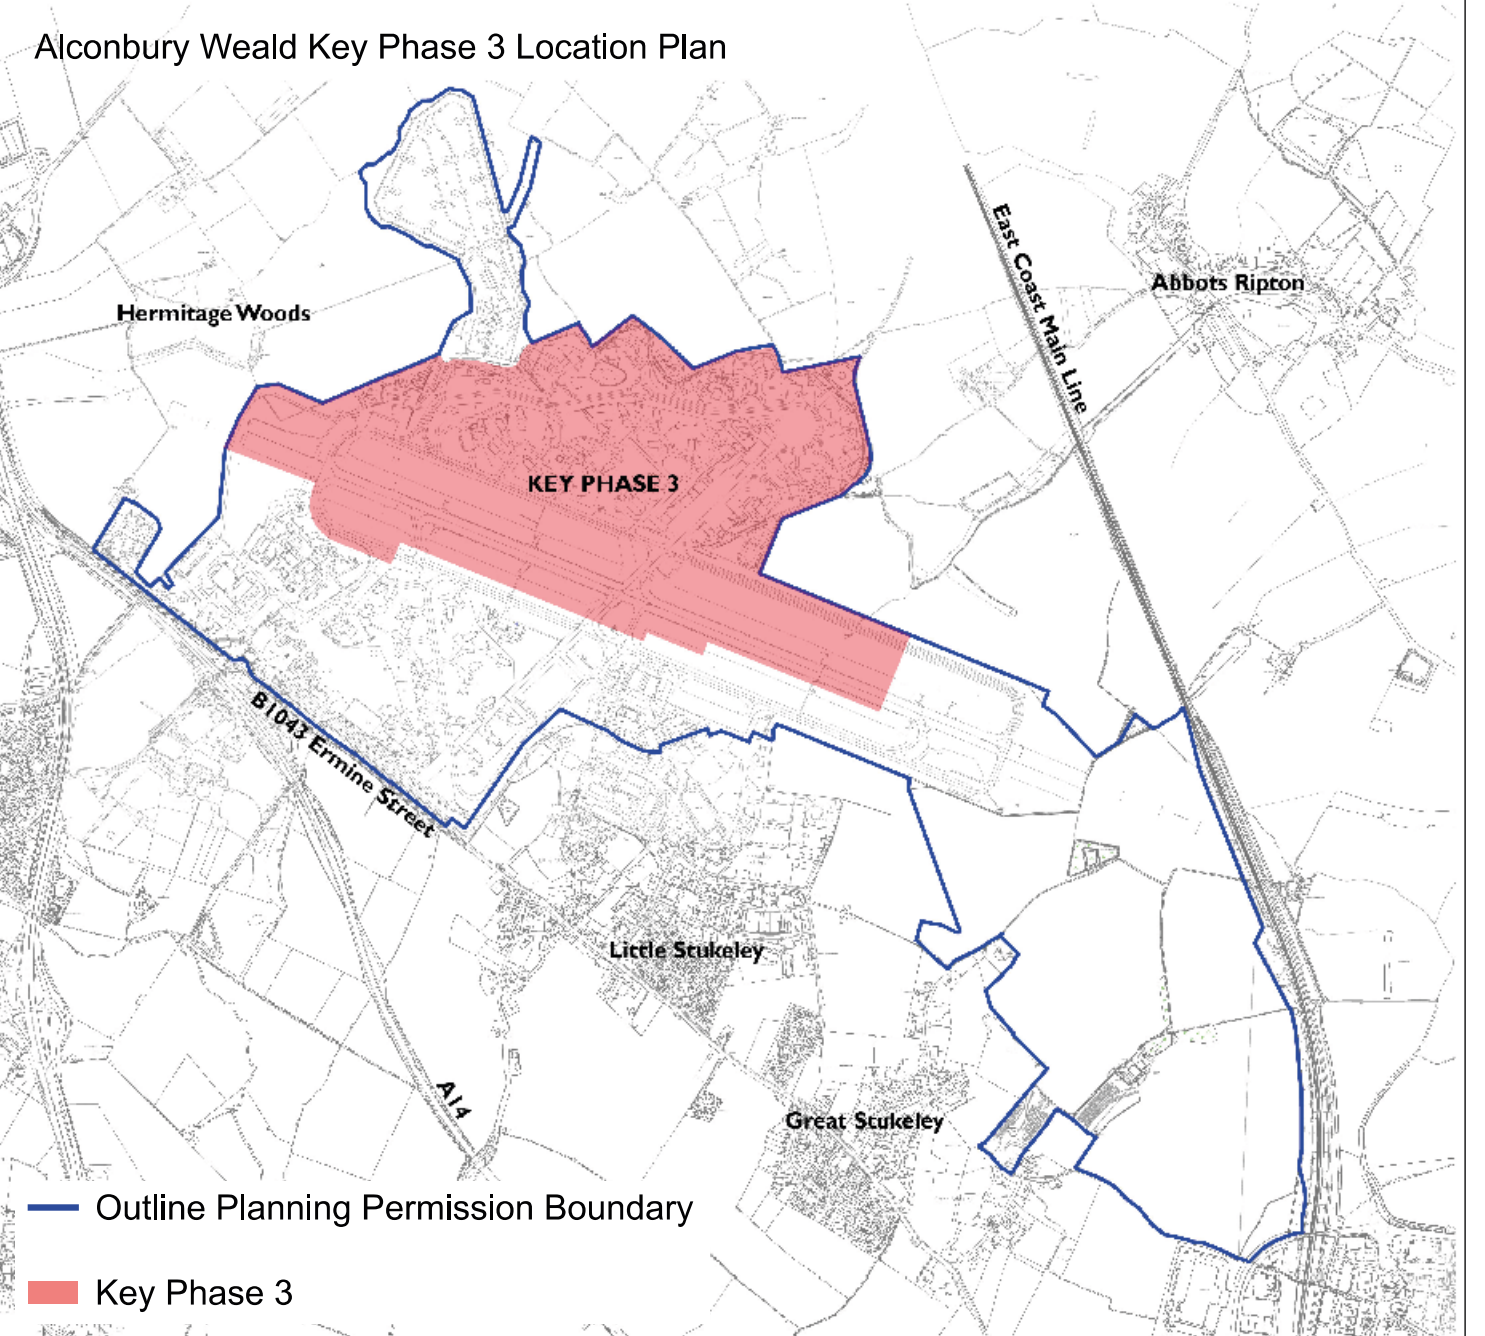 Alconbury Weald Key Phase 3 Location Plan
East Coast Main Line
Abbots Ripton
Hermitage Woods
KEY PHASE 3
B1043 Ermine Street
Little Stukeley
A14
Great Stukeley
Outline Planning Permission Boundary
Key Phase 3